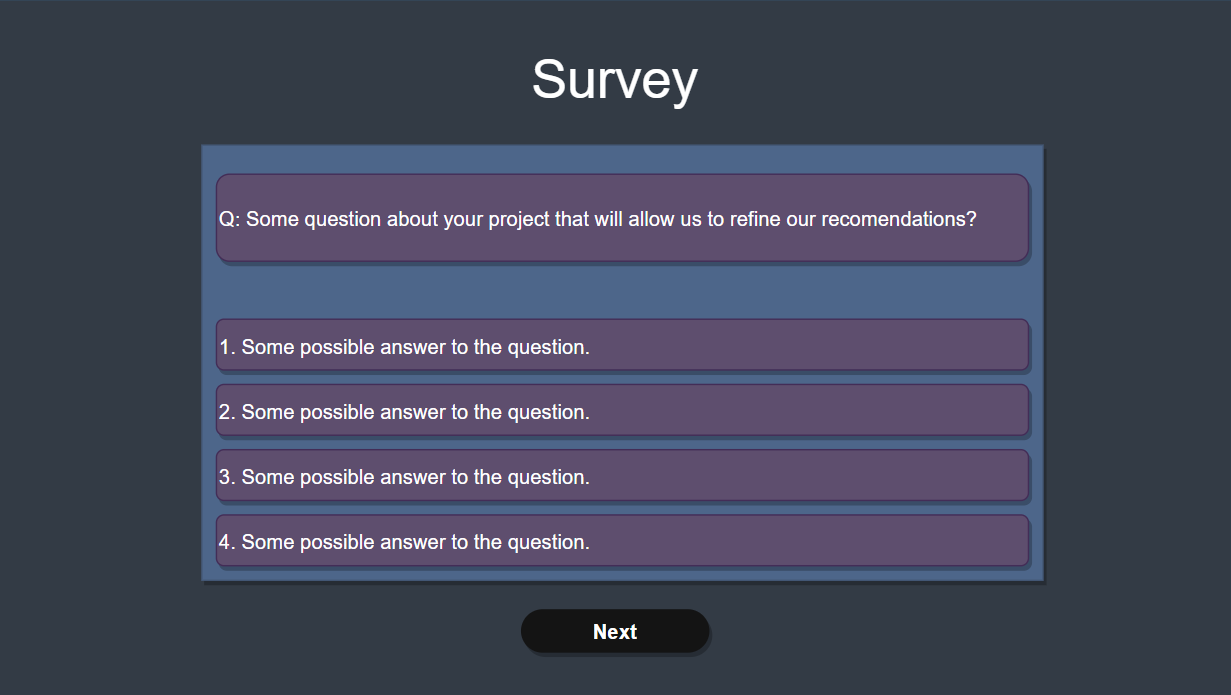 Survey
Q: Some question about your project that will allow us to refine our recomendations?
1. Some possible answer to the question.
2. Some possible answer to the question.
3. Some possible answer to the question.
4. Some possible answer to the question.
Next